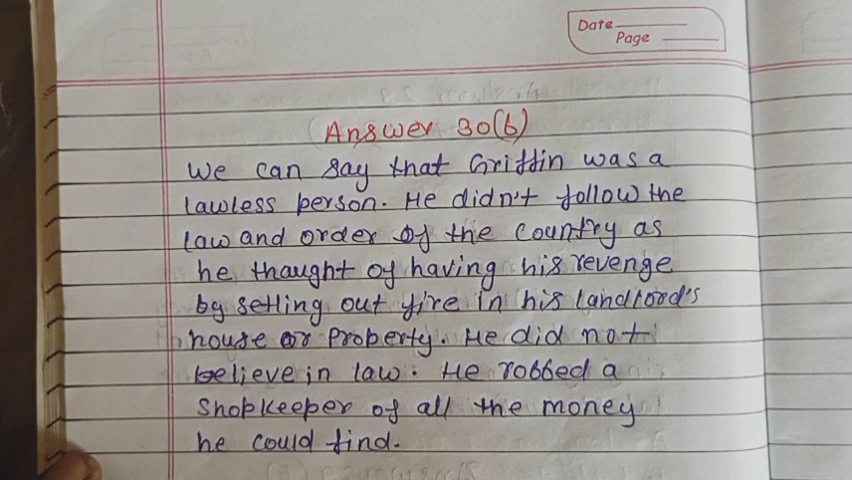 Date
Page
(Answer 30(b)
We can say that Griffin was a
lawless person. He didn't follow the
law and order of the country as
he thought of having his revenge
by setting out fire in his landlord's
house or Property. He did not
believe in law. He robbed a
Shopkeeper of all the money
he could find.